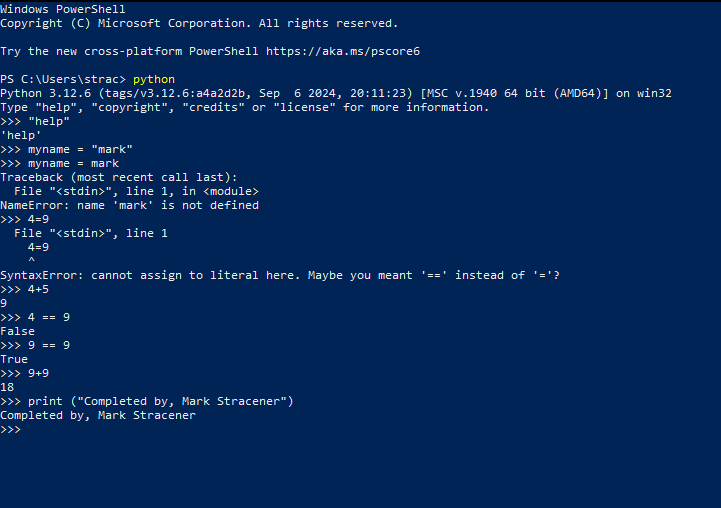 Windows PowerShell
Copyright (C) Microsoft Corporation. All rights reserved.
Try the new cross-platform PowerShell https://aka.ms/pscore6
PS C:\Users\strac> python
Python 3.12.6 (tags/v3.12.6:a4a2d2b, Sep  6 2024, 20:11:23) [MSC v.1940 64 bit (AMD64)] on win32
Type "help", "copyright", "credits" or "license" for more information.
>>> "help"
'help'
>>> myname = "mark"
>>> myname = mark
Traceback (most recent call last):
  File "<stdin>", line 1, in <module>
NameError: name 'mark' is not defined
>>> 4=9
  File "<stdin>", line 1
    4=9
    ^
SyntaxError: cannot assign to literal here. Maybe you meant '==' instead of '='?
>>> 4+5
9
>>> 4 == 9
False
>>> 9 == 9
True
>>> 9+9
18
>>> print ("Completed by, Mark Stracener")
Completed by, Mark Stracener
>>>